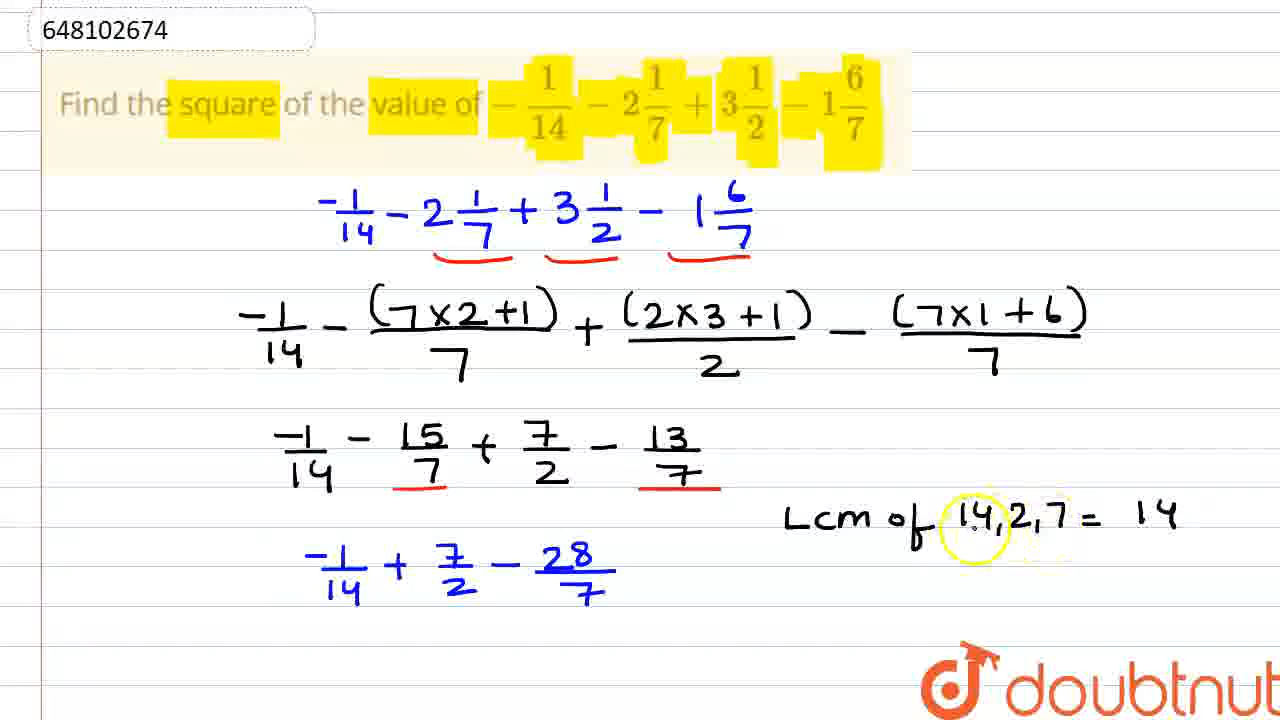 648102674
Find the square of the value of −1/14 − 2 1/7 + 3 1/2 − 1 6/7
-1/14 - 2 1/7 + 3 1/2 - 1 6/7
-1/14 - (7×2+1)/7 + (2×3+1)/2 - (7×1+6)/7
-1/14 - 15/7 + 7/2 - 13/7
Lcm of 14,2,7 = 14
-1/14 + 7/2 - 28/7
doubtnut